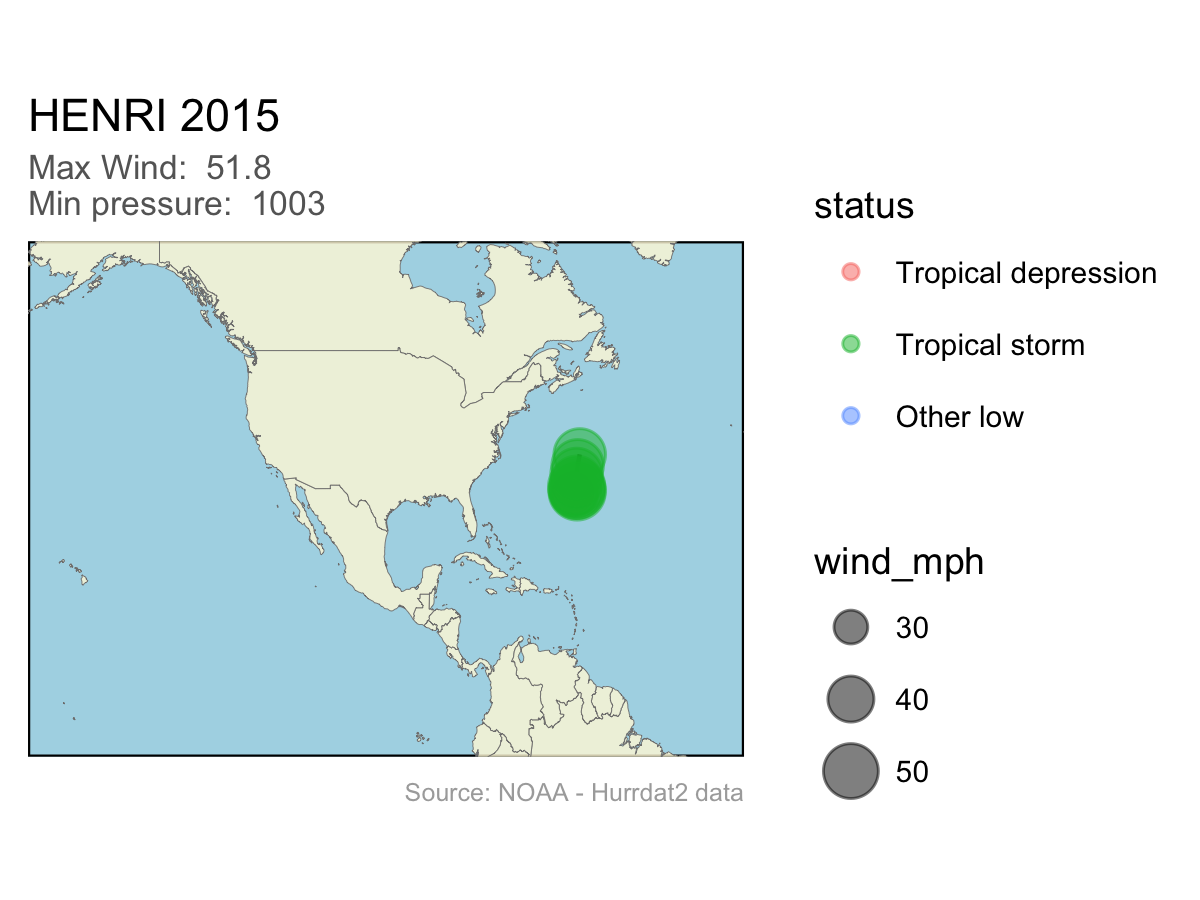 HENRI 2015
Max Wind:  51.8
Min pressure:  1003
status
Tropical depression
Tropical storm
Other low
wind_mph
30
40
50
Source: NOAA - Hurrdat2 data